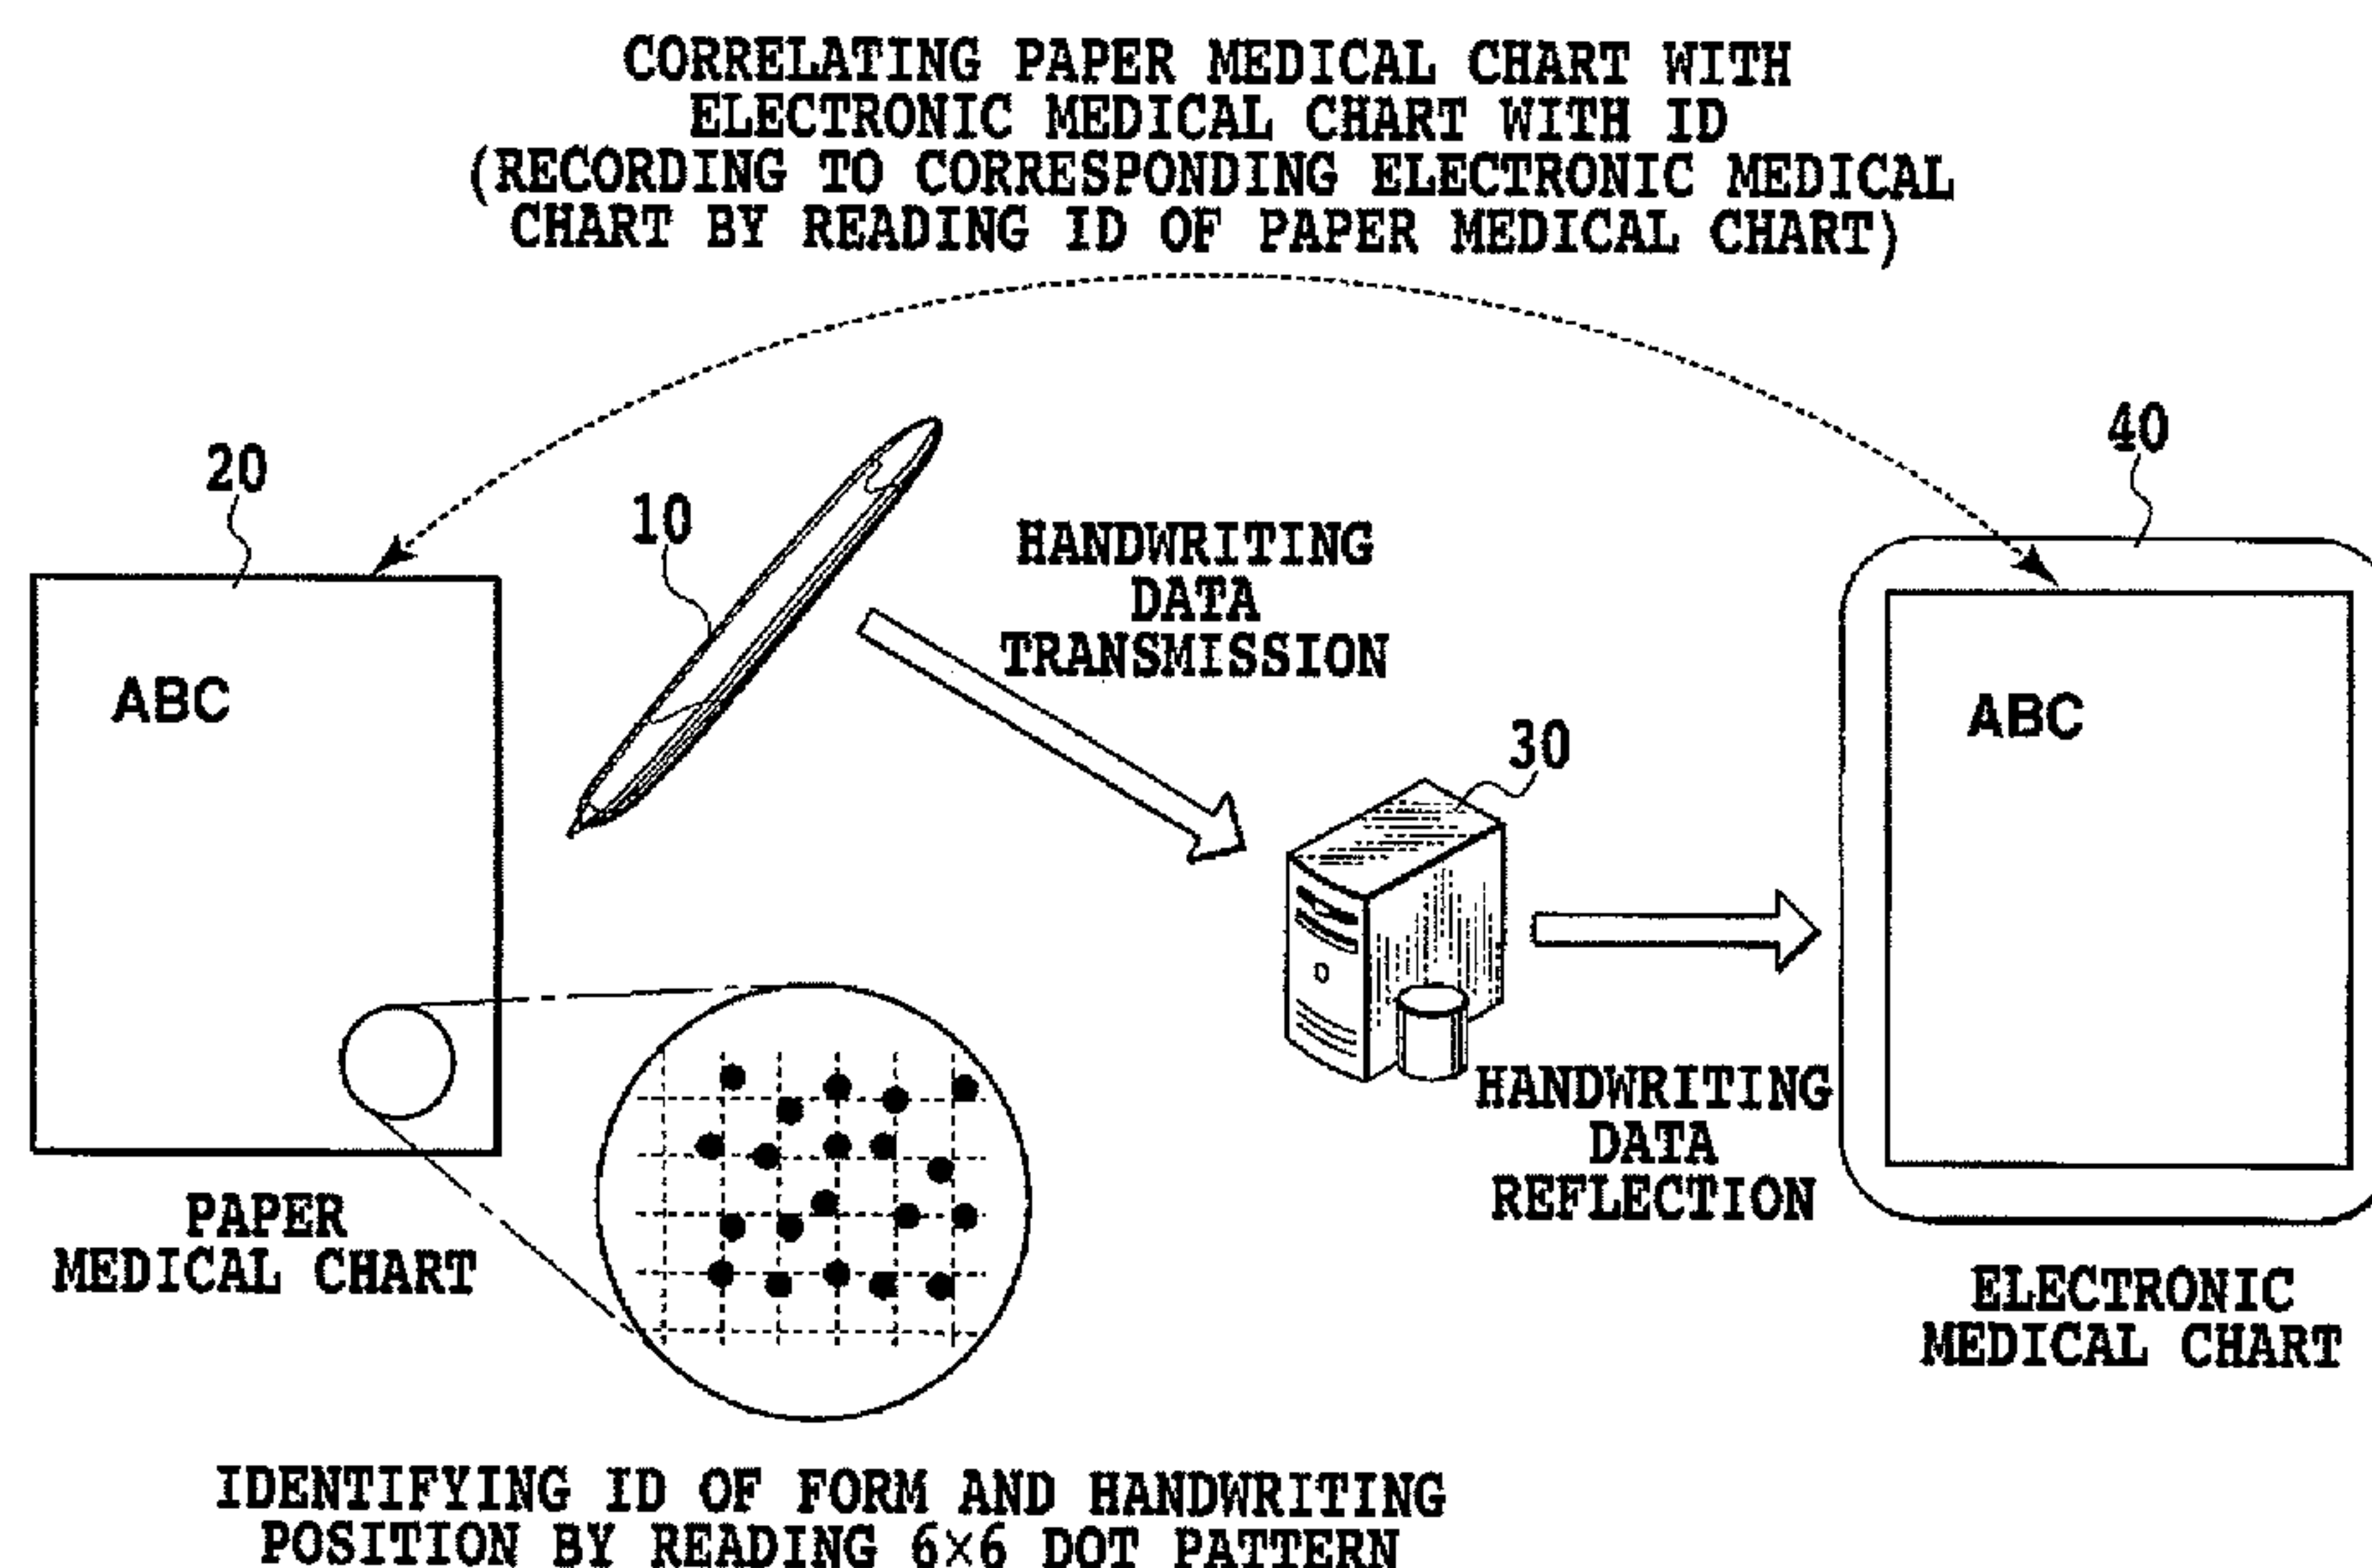 CORRELATING PAPER MEDICAL CHART WITH
ELECTRONIC MEDICAL CHART WITH ID
(RECORDING TO CORRESPONDING ELECTRONIC MEDICAL
CHART BY READING ID OF PAPER MEDICAL CHART)
20
10
40
HANDWRITING
DATA
TRANSMISSION
ABC
ABC
30
HANDWRITING
DATA
REFLECTION
PAPER
MEDICAL CHART
ELECTRONIC
MEDICAL CHART
IDENTIFYING ID OF FORM AND HANDWRITING
POSITION BY READING 6×6 DOT PATTERN